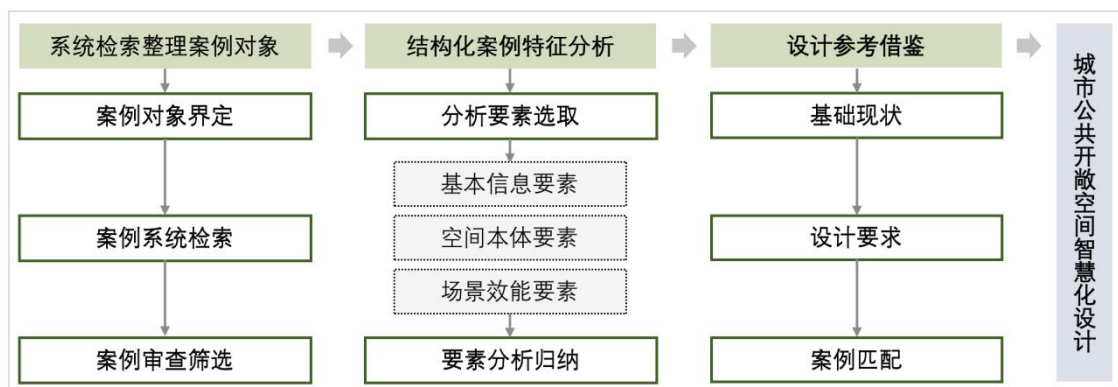 系统检索整理案例对象
案例对象界定
案例系统检索
案例审查筛选
结构化案例特征分析
分析要素选取
基本信息要素
空间本体要素
场景效能要素
要素分析归纳
设计参考借鉴
基础现状
设计要求
案例匹配
城市公共开敞空间智慧化设计